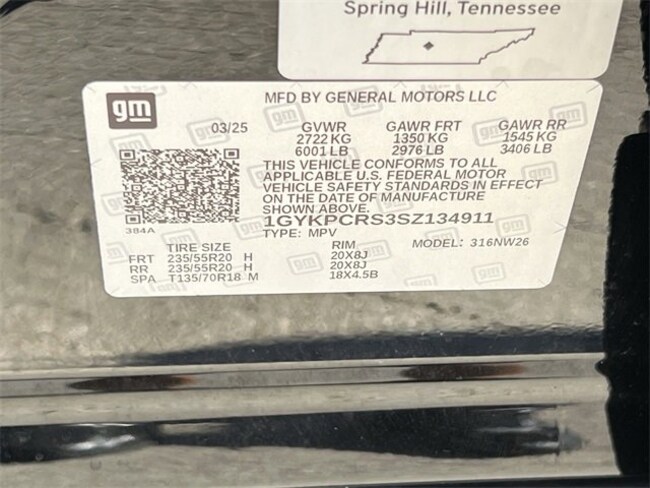 Spring Hill, Tennessee
gm
MFD BY GENERAL MOTORS LLC
03/25 GVWR GAWR FRT GAWR RR
2722 KG 1350 KG 1545 KG
6001 LB 2976 LB 3406 LB
THIS VEHICLE CONFORMS TO ALL
APPLICABLE U.S. FEDERAL MOTOR
VEHICLE SAFETY STANDARDS IN EFFECT
ON THE DATE OF MANUFACTURE
SHOWN ABOVE.
384A
1GYKPCRS3SZ134911
TYPE: MPV MODEL: 316NW26
TIRE SIZE RIM
FRT 235/55R20 H 20X8J
RR 235/55R20 H 20X8J
SPA T135/70R18 M 18X4.5B